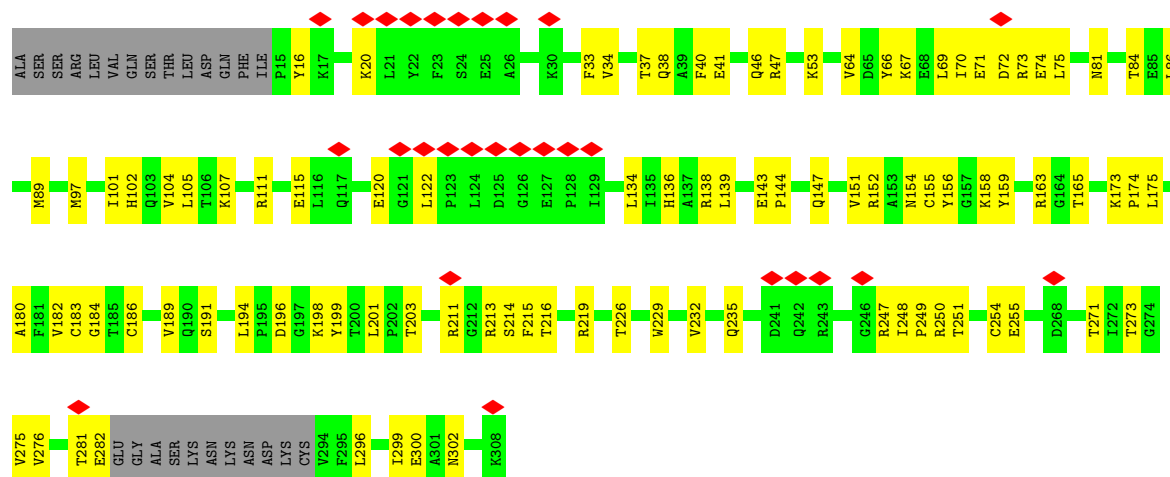 ALA SER SER ARG LEU VAL GLN SER THR LEU ASP GLN PHE ILE P15 Y16 K17 K20 L21 Y22 F23 S24 E25 A26 K30 F33 V34 T37 Q38 A39 F40 E41 Q46 R47 K53 V64 D65 Y66 K67 E68 L69 I70 E71 D72 R73 E74 L75 N81 T84 E85 L86
M89 M97 I101 H102 Q103 V104 L105 T106 K107 R111 E115 L116 Q117 E120 G121 L122 P123 L124 D125 G126 E127 P128 I129 L134 I135 H136 A137 R138 L139 E143 P144 Q147 V151 R152 A153 N154 C155 Y156 G157 K158 Y159 R163 G164 T165 K173 P174 L175
A180 F181 V182 C183 G184 T185 C186 V189 Q190 S191 L194 P195 D196 G197 K198 Y199 T200 L201 P202 T203 R211 G212 R213 S214 F215 T216 R219 T226 W229 V232 Q235 D241 Q242 R243 G246 R247 I248 P249 R250 T251 C254 E255 D268 T271 I272 T273 G274
V275 V276 T281 E282 GLU GLY ALA SER LYS ASN LYS ASN ASP LYS CYS V294 F295 L296 I299 E300 A301 N302 K308